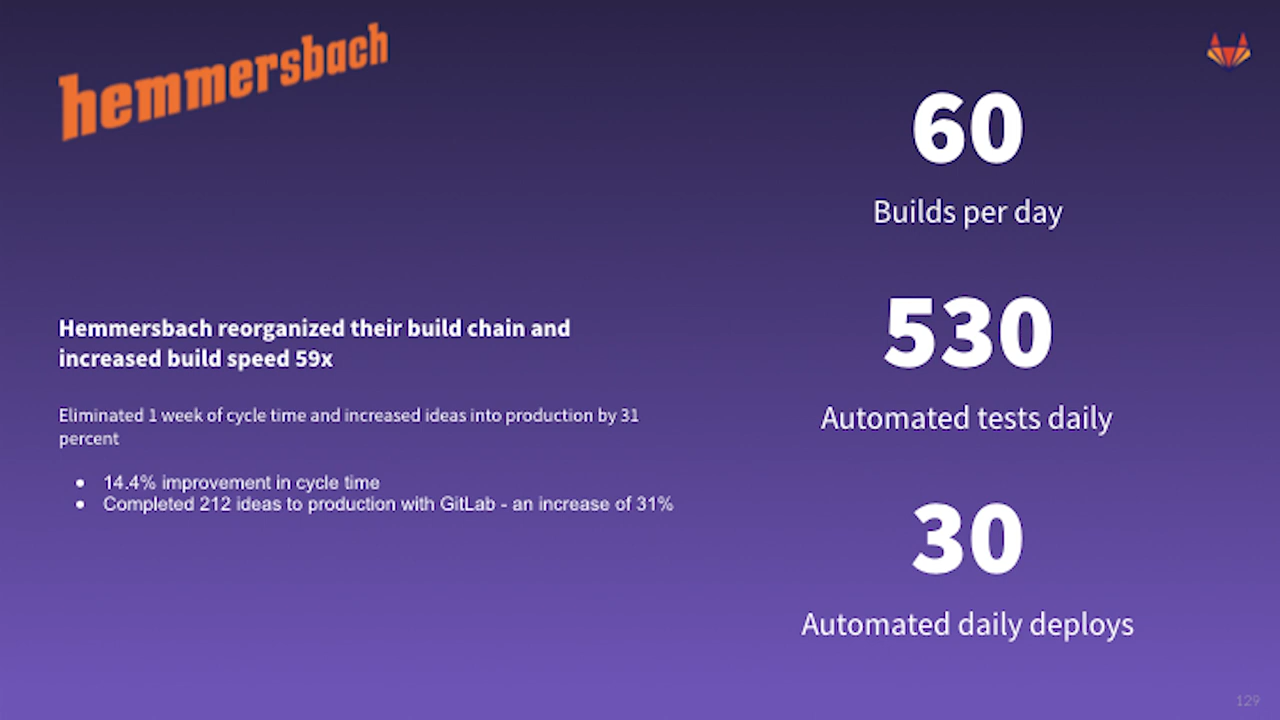 hemmersbach
60
Builds per day
530
Automated tests daily
30
Automated daily deploys
Hemmersbach reorganized their build chain and
increased build speed 59x
Eliminated 1 week of cycle time and increased ideas into production by 31
percent
● 14.4% improvement in cycle time
● Completed 212 ideas to production with GitLab - an increase of 31%
129